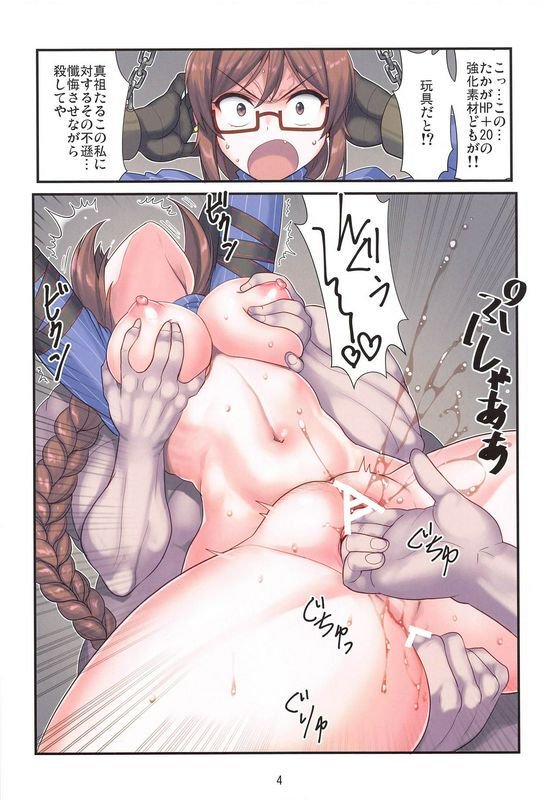 こっ…この…
たかがHP+20の
強化素材どもが!!
玩具だと!?
真祖たるこの私に
対するその不遜…
懺悔させながら
殺してや
ビクン
ビクン
ぷしゃああ
ぐちゅ
ぐちゅっ
ぐりゅ
4